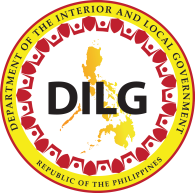 DEPARTMENT OF THE INTERIOR AND LOCAL GOVERNMENT
DILG
REPUBLIC OF THE PHILIPPINES